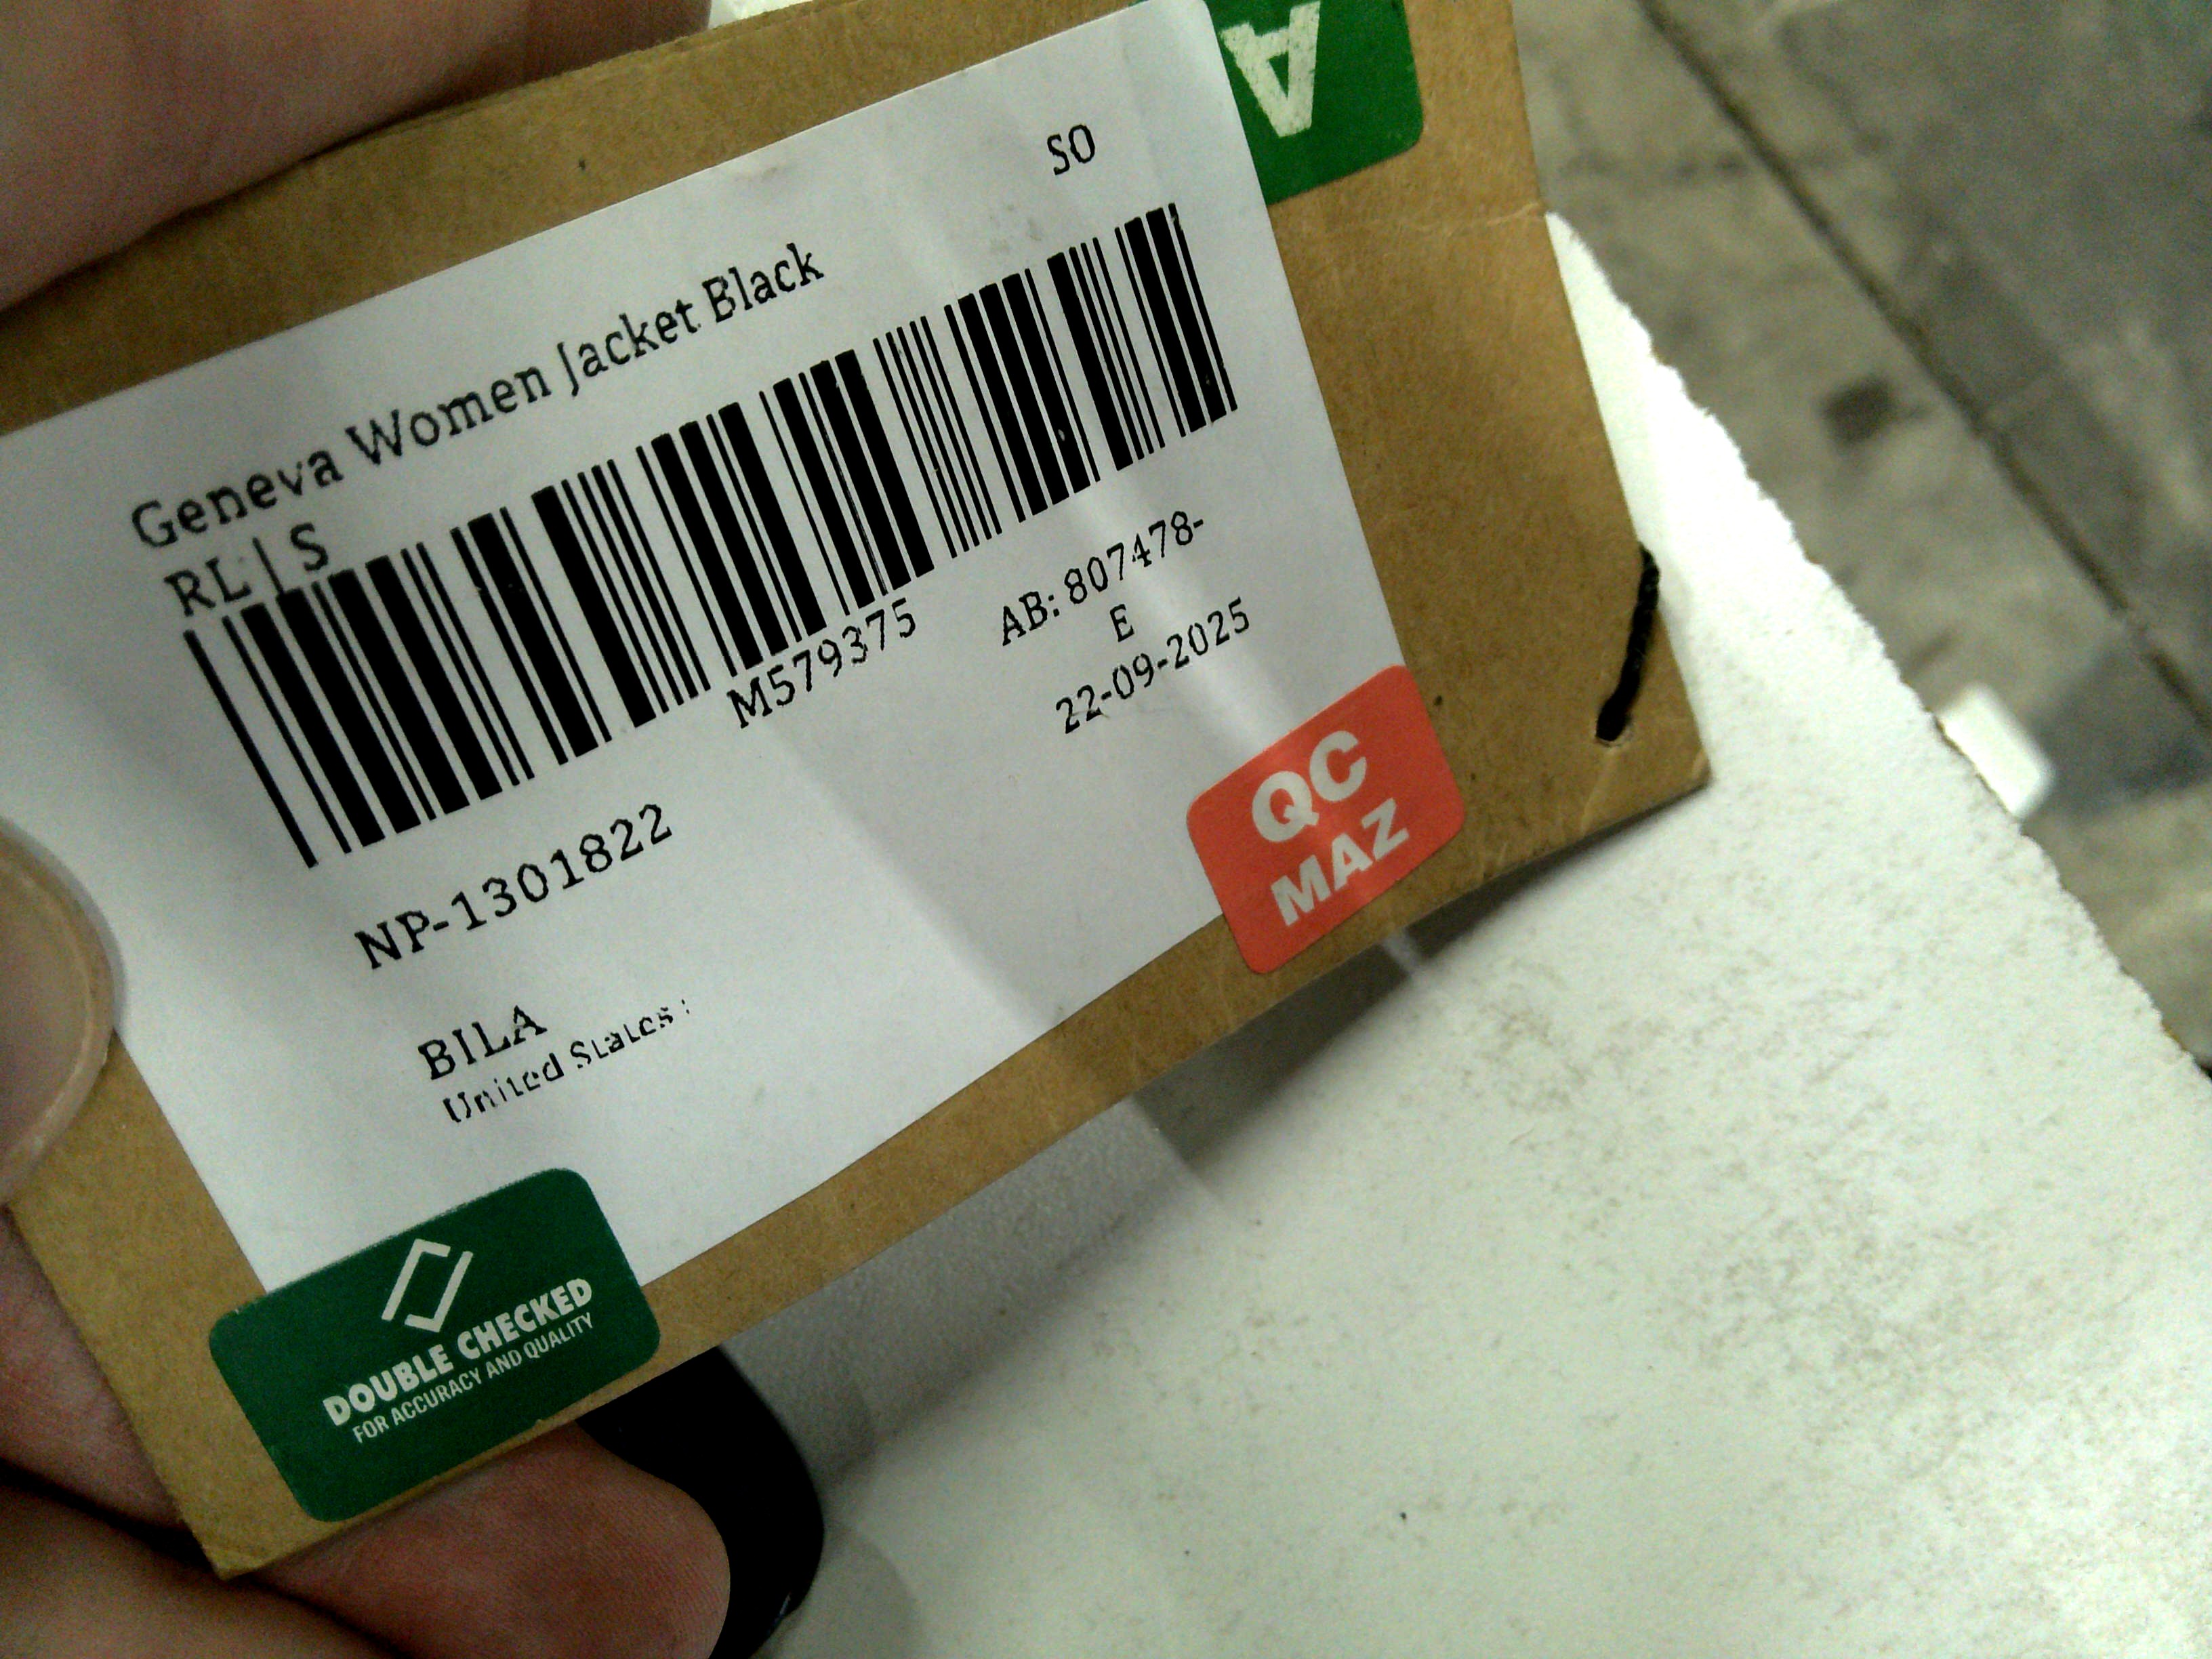 A
SO
Geneva Women Jacket Black
RL | S
M579375
AB: 807478-
E
22-09-2025
NP-1301822
BILA
United States :
QC
MAZ
DOUBLE CHECKED
FOR ACCURACY AND QUALITY